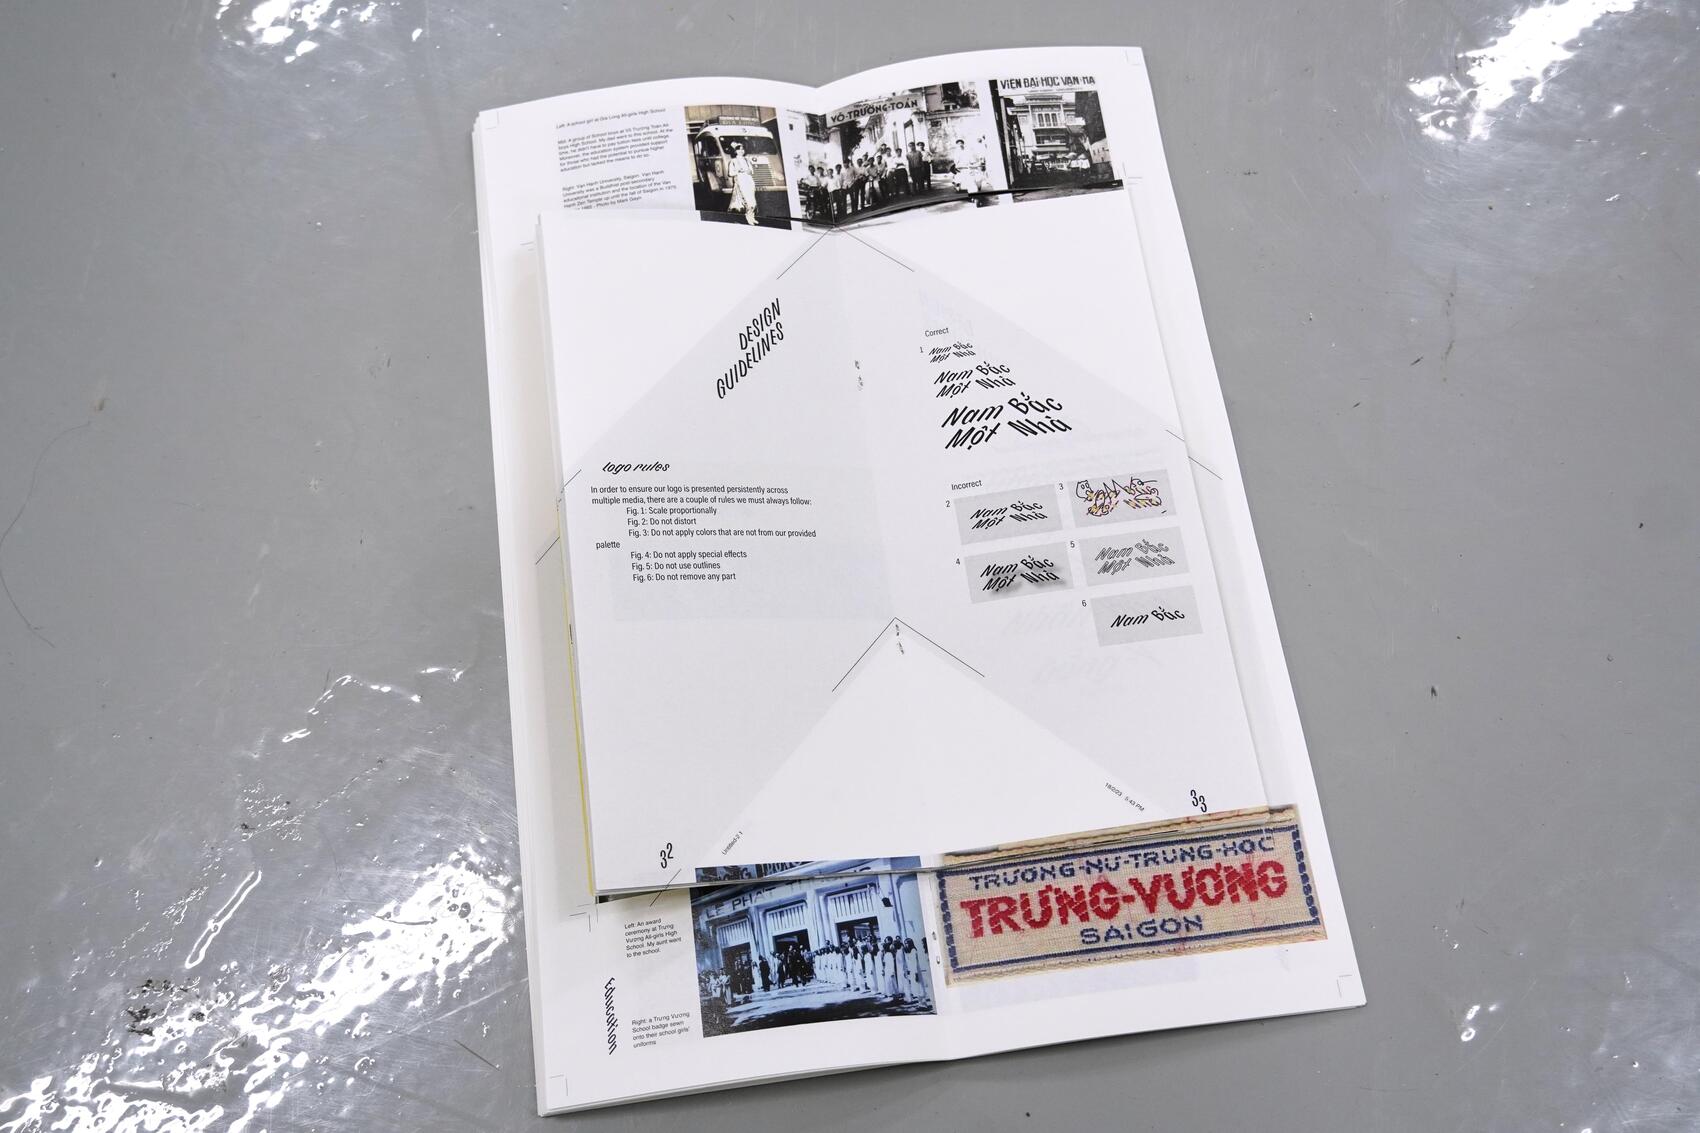 Left: A school girl at Gia Long All-girls High School
Mid: A group of School boys at Võ Trường Toản All-
boys High School. My dad went to this school. At the
time, he didn't have to pay tuition fees until college.
Moreover, the education system provided support
for those who had the potential to pursue higher
education but lacked the means to do so.
Right: Vạn Hạnh University, Saigon. Vạn Hạnh
University was a Buddhist post-secondary
educational institution and the location of the Vạn
Hạnh Zen Temple up until the fall of Saigon in 1975
1965 - Photo by Mark Gayn
VÕ-TRƯỜNG-TOẢN
VIỆN ĐẠI HỌC VẠN HẠ
DESIGN
GUIDELINES
logo rules
In order to ensure our logo is presented persistently across
multiple media, there are a couple of rules we must always follow:
Fig. 1: Scale proportionally
Fig. 2: Do not distort
Fig. 3: Do not apply colors that are not from our provided
palette
Fig. 4: Do not apply special effects
Fig. 5: Do not use outlines
Fig. 6: Do not remove any part
Correct
1
Nam Bắc
Một Nhà
Nam Bắc
Một Nhà
Nam Bắc
Một Nhà
Incorrect
2
Nam Bắc
Một Nhà
3
4
Nam Bắc
Một Nhà
5
Nam Bắc
Một Nhà
6
Nam Bắc
Untitled-2 1
18/2/23 5:43 PM
32
33
Left: An award
ceremony at Trưng
Vương All-girls High
School. My aunt went
to the school.
Education
Right: a Trưng Vương
School badge sewn
onto their school girls'
uniforms
LỄ PHÁT
TRƯỜNG-NỮ-TRUNG-HỌC
TRƯNG-VƯƠNG
SAIGON